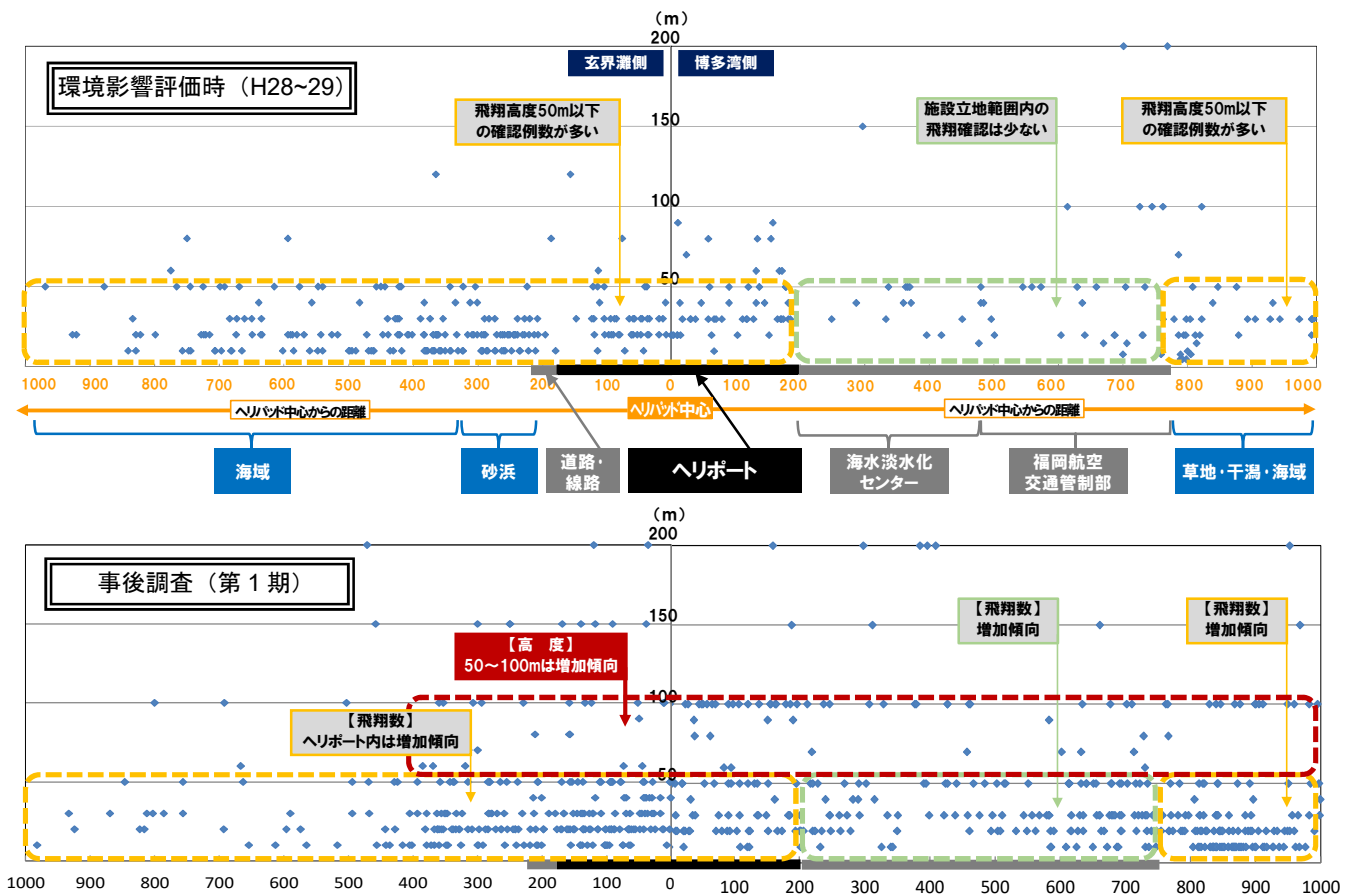 （m）
200
玄界灘側
博多湾側
環境影響評価時（H28~29）
飛翔高度50m以下
の確認例数が多い
施設立地範囲内の
飛翔確認は少ない
飛翔高度50m以下
の確認例数が多い
150
100
50
1000 900 800 700 600 500 400 300 200 100 0 100 200 300 400 500 600 700 800 900 1000
ヘリパッド中心からの距離
ヘリパッド中心
ヘリパッド中心からの距離
海域
砂浜
道路・
線路
ヘリポート
海水淡水化
センター
福岡航空
交通管制部
草地・干潟・海域
（m）
200
事後調査（第１期）
【飛翔数】
増加傾向
【飛翔数】
増加傾向
150
【高　度】
50～100mは増加傾向
100
【飛翔数】
ヘリポート内は増加傾向
50
1000 900 800 700 600 500 400 300 200 100 0 100 200 300 400 500 600 700 800 900 1000